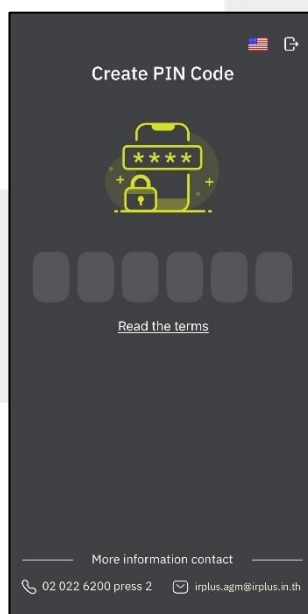 Create PIN Code
****
Read the terms
More information contact
02 022 6200 press 2 irplus.agm@irplus.in.th